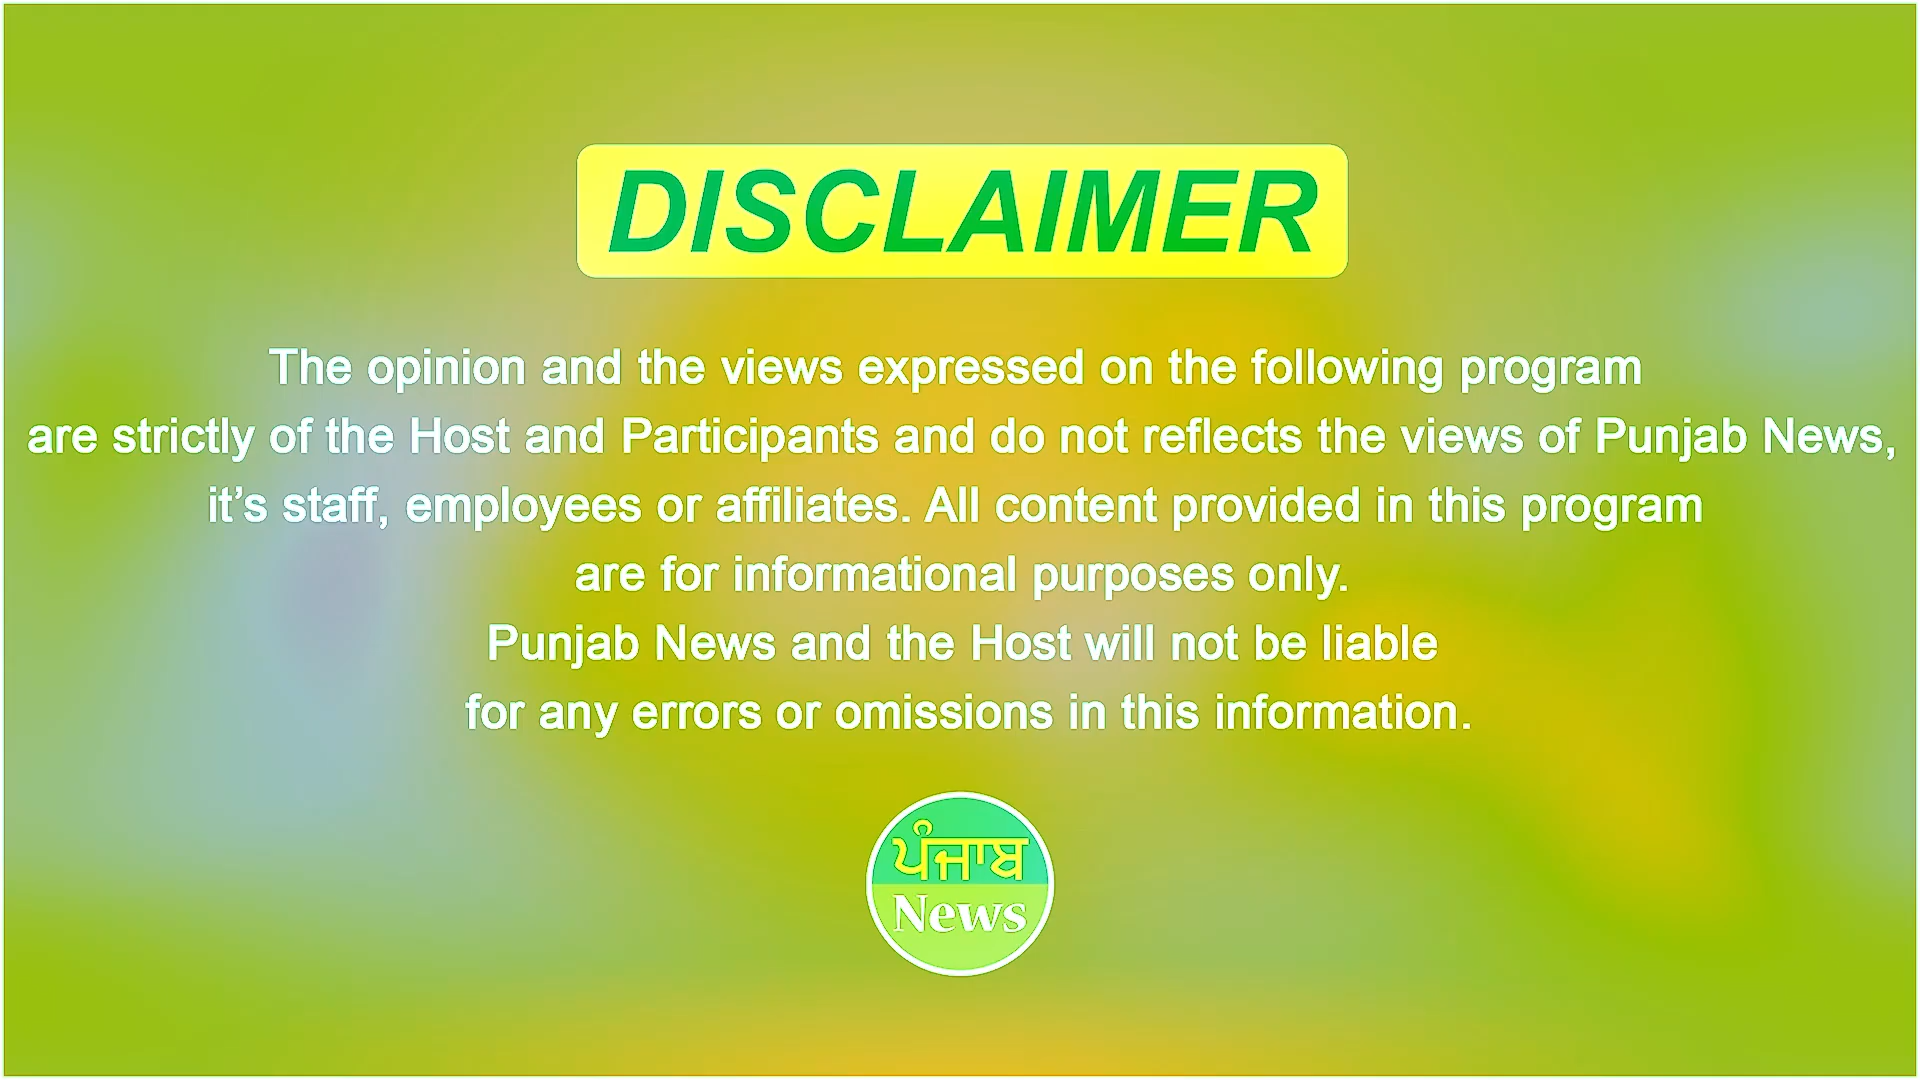 DISCLAIMER
The opinion and the views expressed on the following program
are strictly of the Host and Participants and do not reflects the views of Punjab News,
it’s staff, employees or affiliates. All content provided in this program
are for informational purposes only.
Punjab News and the Host will not be liable
for any errors or omissions in this information.
ਪੰਜਾਬ
News